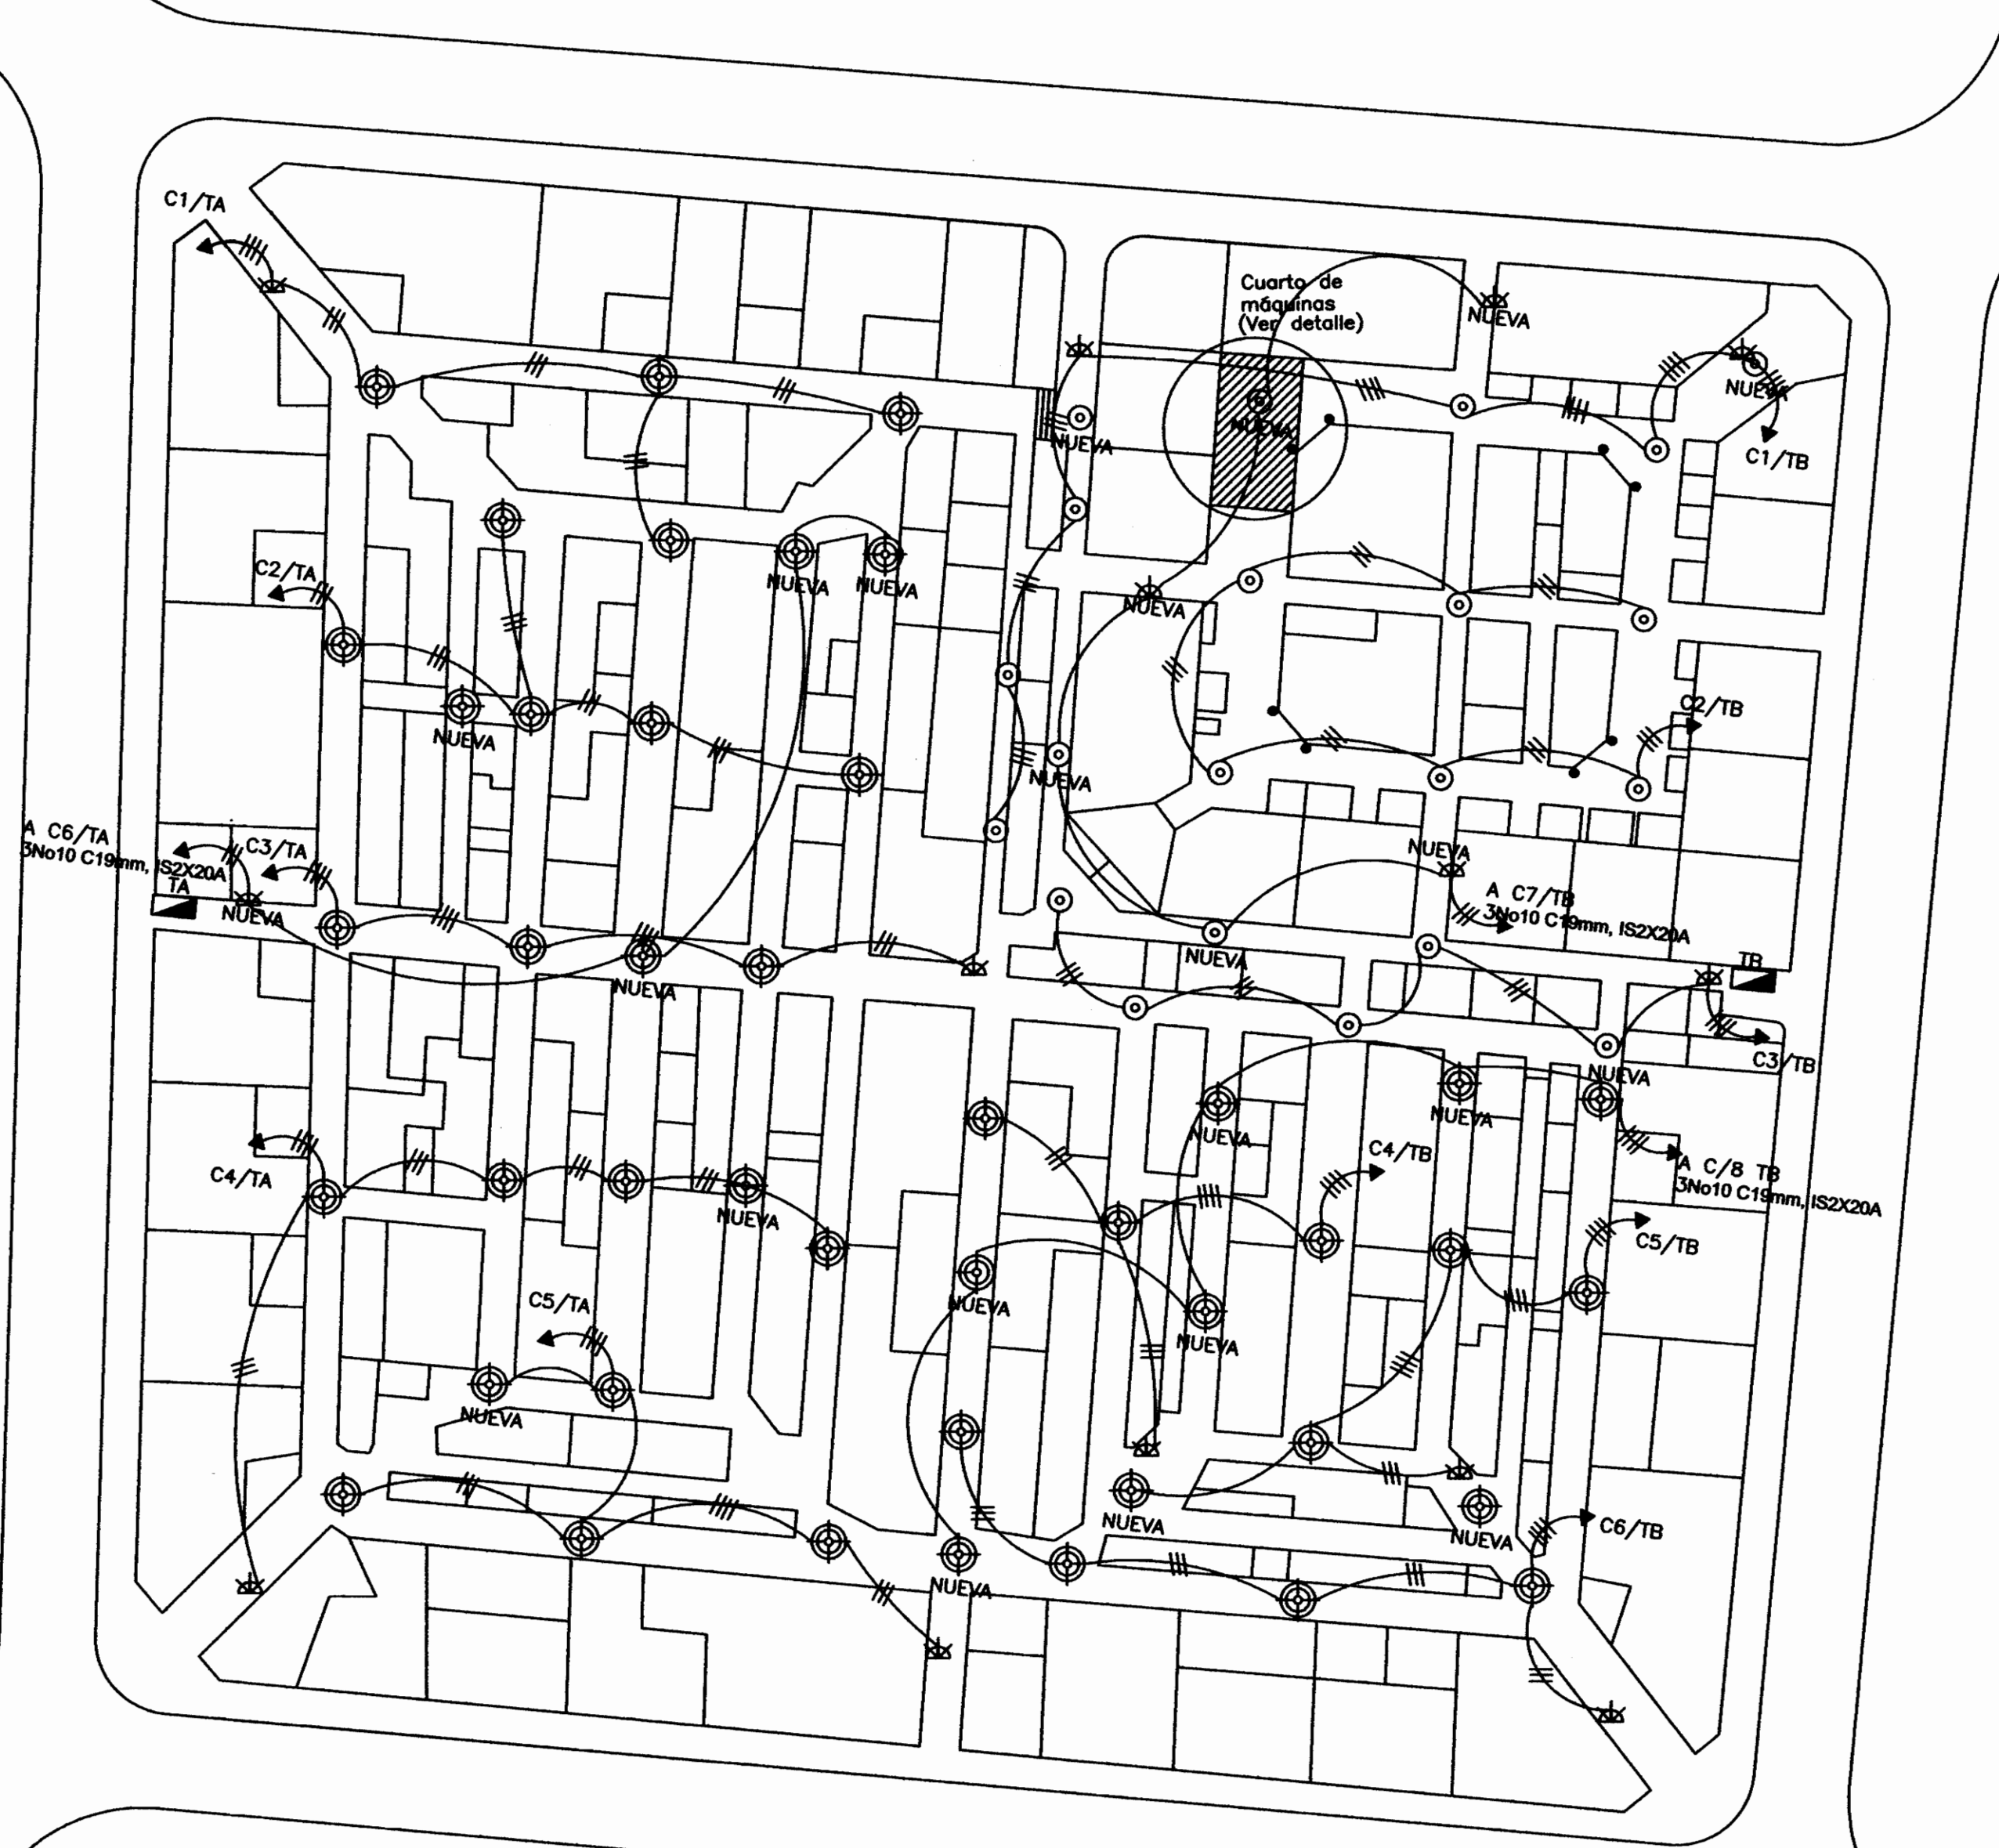 C1/TA
Cuarto de
máquinas
(Ver detalle)
NUEVA
NUEVA
NUEVA
NUEVA
C1/TB
C2/TA
NUEVA
NUEVA
NUEVA
NUEVA
C2/TB
NUEVA
A C6/TA
3No10 C19mm, IS2X20A
TA
C3/TA
NUEVA
NUEVA
A C7/TB
3No10 C19mm, IS2X20A
NUEVA
TB
NUEVA
C3/TB
NUEVA
NUEVA
NUEVA
C4/TA
C4/TB
A C/8 TB
3No10 C19mm, IS2X20A
NUEVA
C5/TB
C5/TA
NUEVA
NUEVA
NUEVA
NUEVA
NUEVA
C6/TB
NUEVA